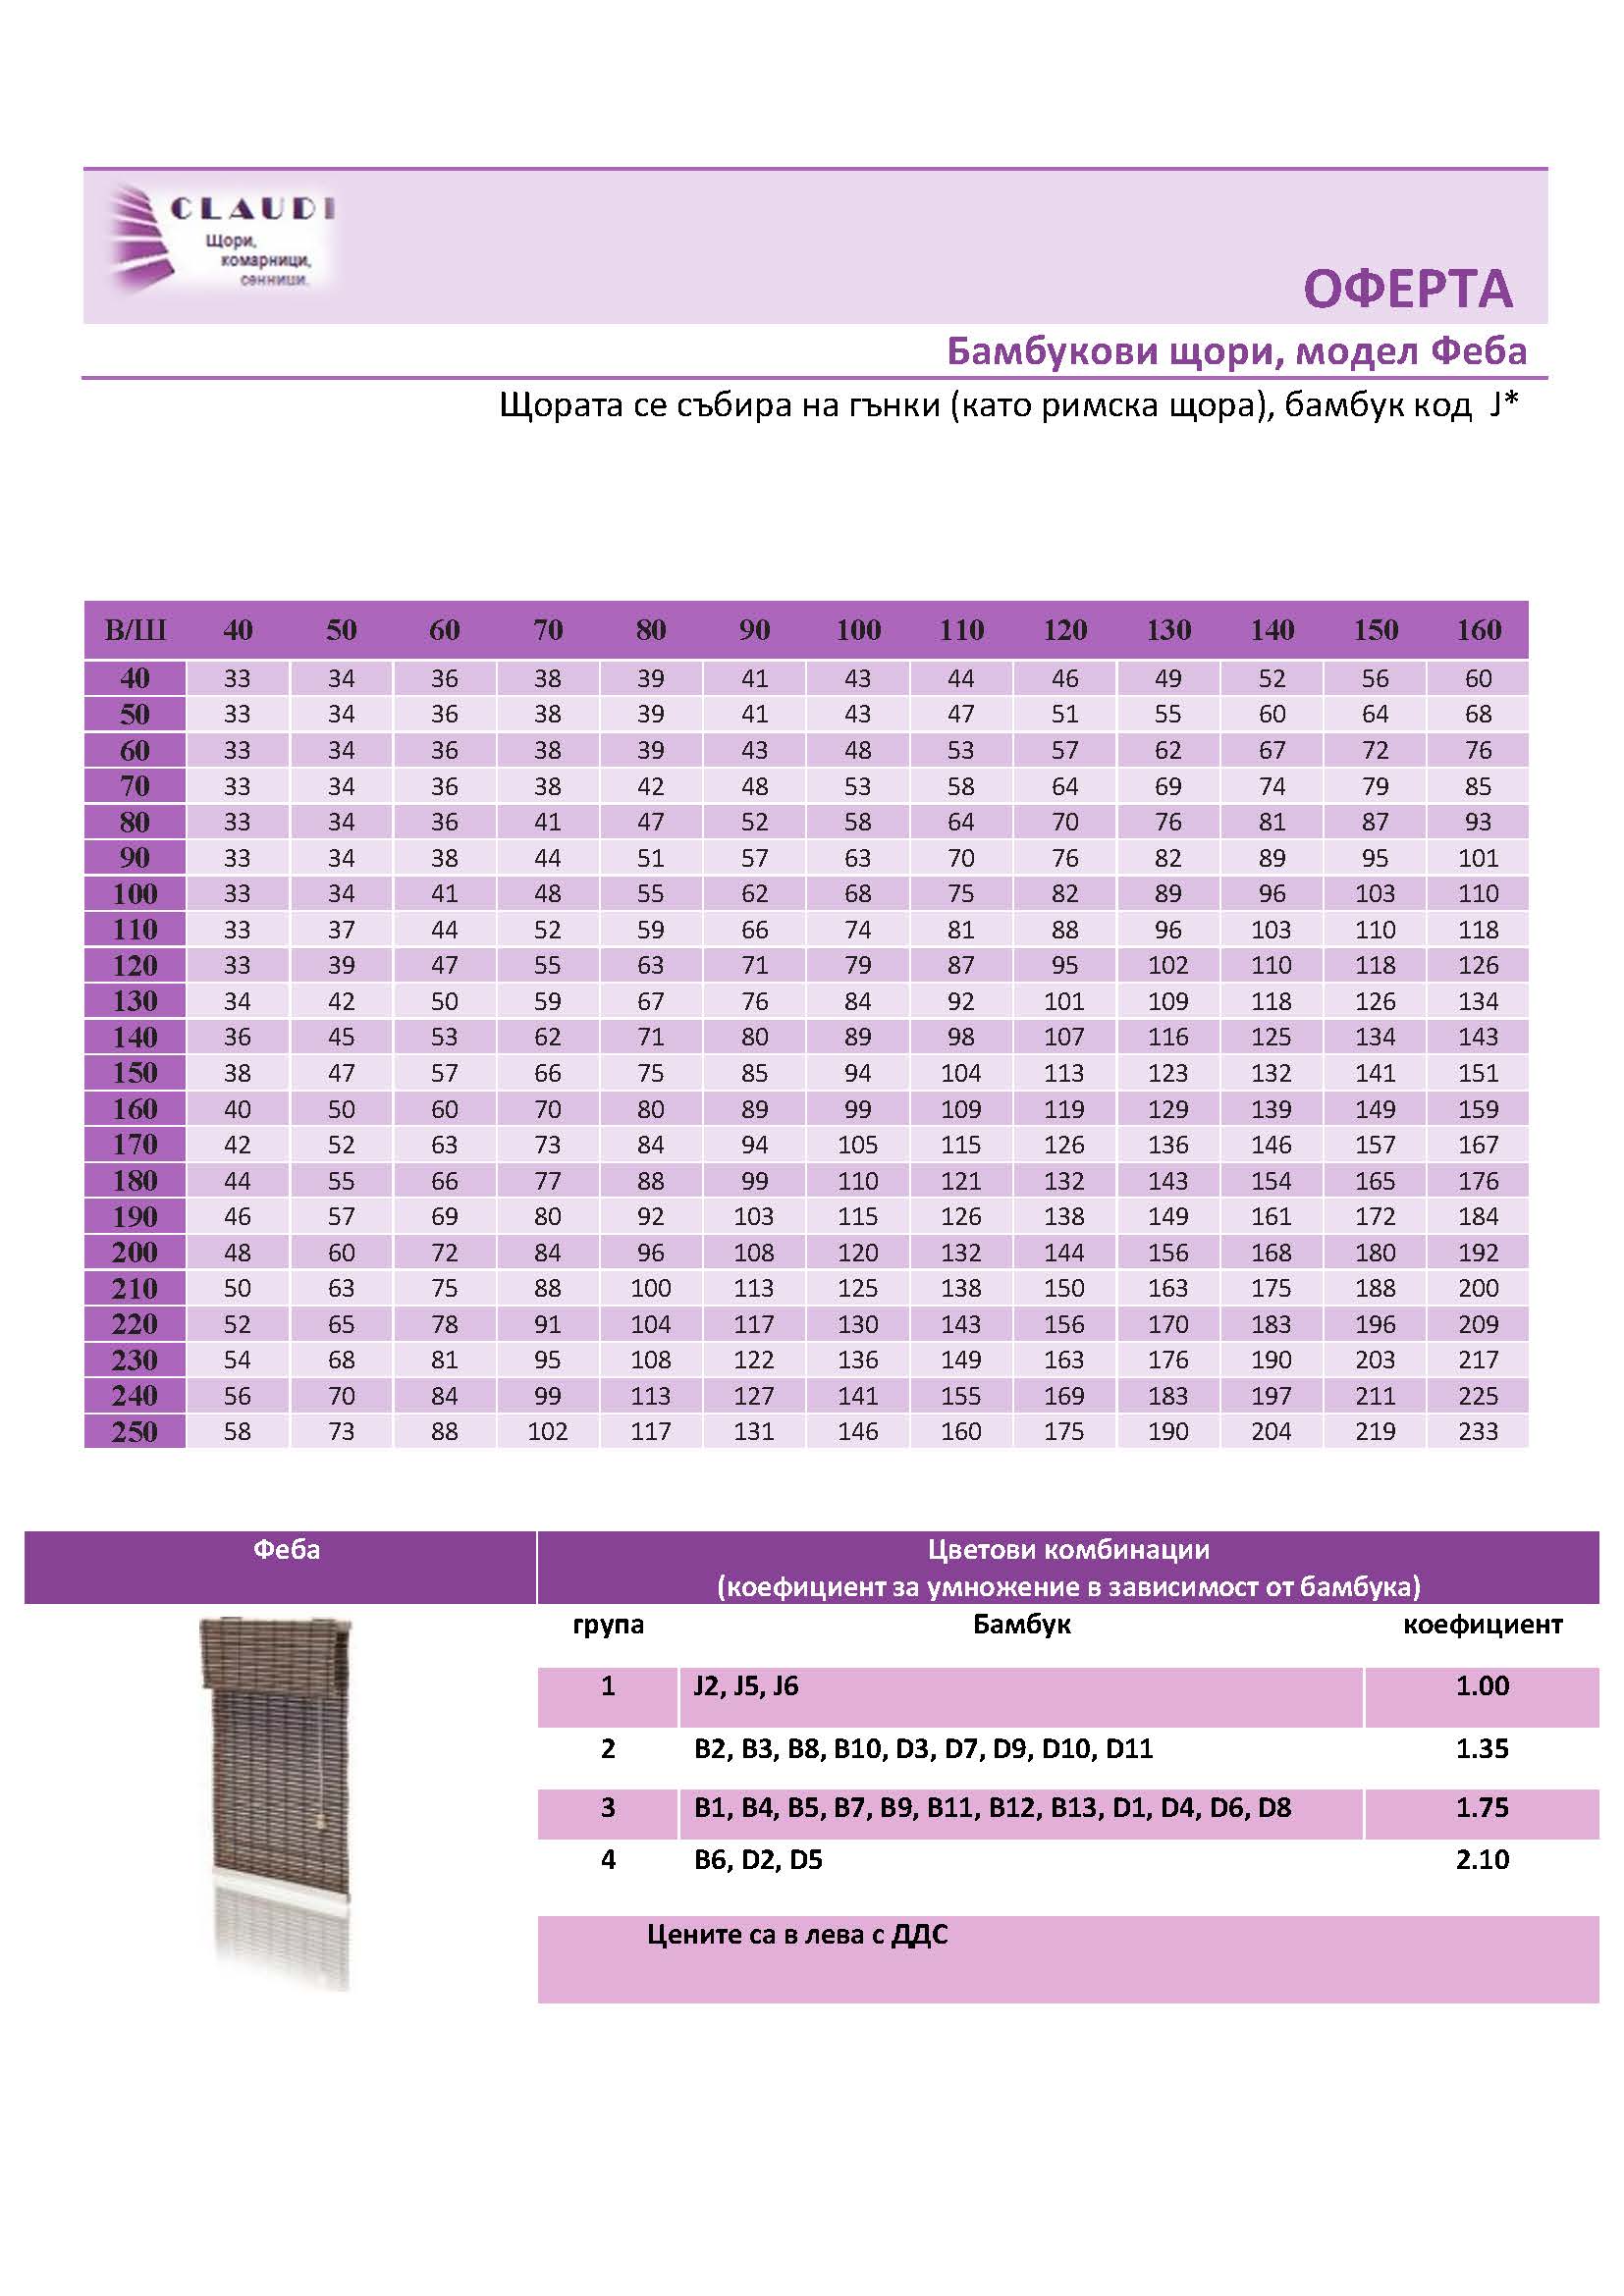 CLAUDI
Щори,
комарници,
сенници.
ОФЕРТА
Бамбукови щори, модел Феба
Щората се събира на гънки (като римска щора), бамбук код J*
В/Ш 40 50 60 70 80 90 100 110 120 130 140 150 160
40 33 34 36 38 39 41 43 44 46 49 52 56 60
50 33 34 36 38 39 41 43 47 51 55 60 64 68
60 33 34 36 38 39 43 48 53 57 62 67 72 76
70 33 34 36 38 42 48 53 58 64 69 74 79 85
80 33 34 36 41 47 52 58 64 70 76 81 87 93
90 33 34 38 44 51 57 63 70 76 82 89 95 101
100 33 34 41 48 55 62 68 75 82 89 96 103 110
110 33 37 44 52 59 66 74 81 88 96 103 110 118
120 33 39 47 55 63 71 79 87 95 102 110 118 126
130 34 42 50 59 67 76 84 92 101 109 118 126 134
140 36 45 53 62 71 80 89 98 107 116 125 134 143
150 38 47 57 66 75 85 94 104 113 123 132 141 151
160 40 50 60 70 80 89 99 109 119 129 139 149 159
170 42 52 63 73 84 94 105 115 126 136 146 157 167
180 44 55 66 77 88 99 110 121 132 143 154 165 176
190 46 57 69 80 92 103 115 126 138 149 161 172 184
200 48 60 72 84 96 108 120 132 144 156 168 180 192
210 50 63 75 88 100 113 125 138 150 163 175 188 200
220 52 65 78 91 104 117 130 143 156 170 183 196 209
230 54 68 81 95 108 122 136 149 163 176 190 203 217
240 56 70 84 99 113 127 141 155 169 183 197 211 225
250 58 73 88 102 117 131 146 160 175 190 204 219 233
Феба Цветови комбинации
(коефициент за умножение в зависимост от бамбука)
група Бамбук коефициент
1 J2, J5, J6 1.00
2 B2, B3, B8, B10, D3, D7, D9, D10, D11 1.35
3 B1, B4, B5, B7, B9, B11, B12, B13, D1, D4, D6, D8 1.75
4 B6, D2, D5 2.10
Цените са в лева с ДДС